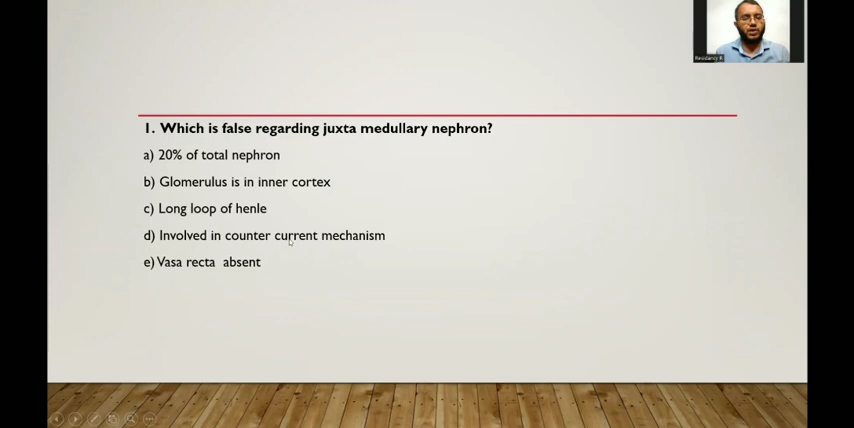 Residency R
1. Which is false regarding juxta medullary nephron?
a) 20% of total nephron
b) Glomerulus is in inner cortex
c) Long loop of henle
d) Involved in counter current mechanism
e) Vasa recta absent